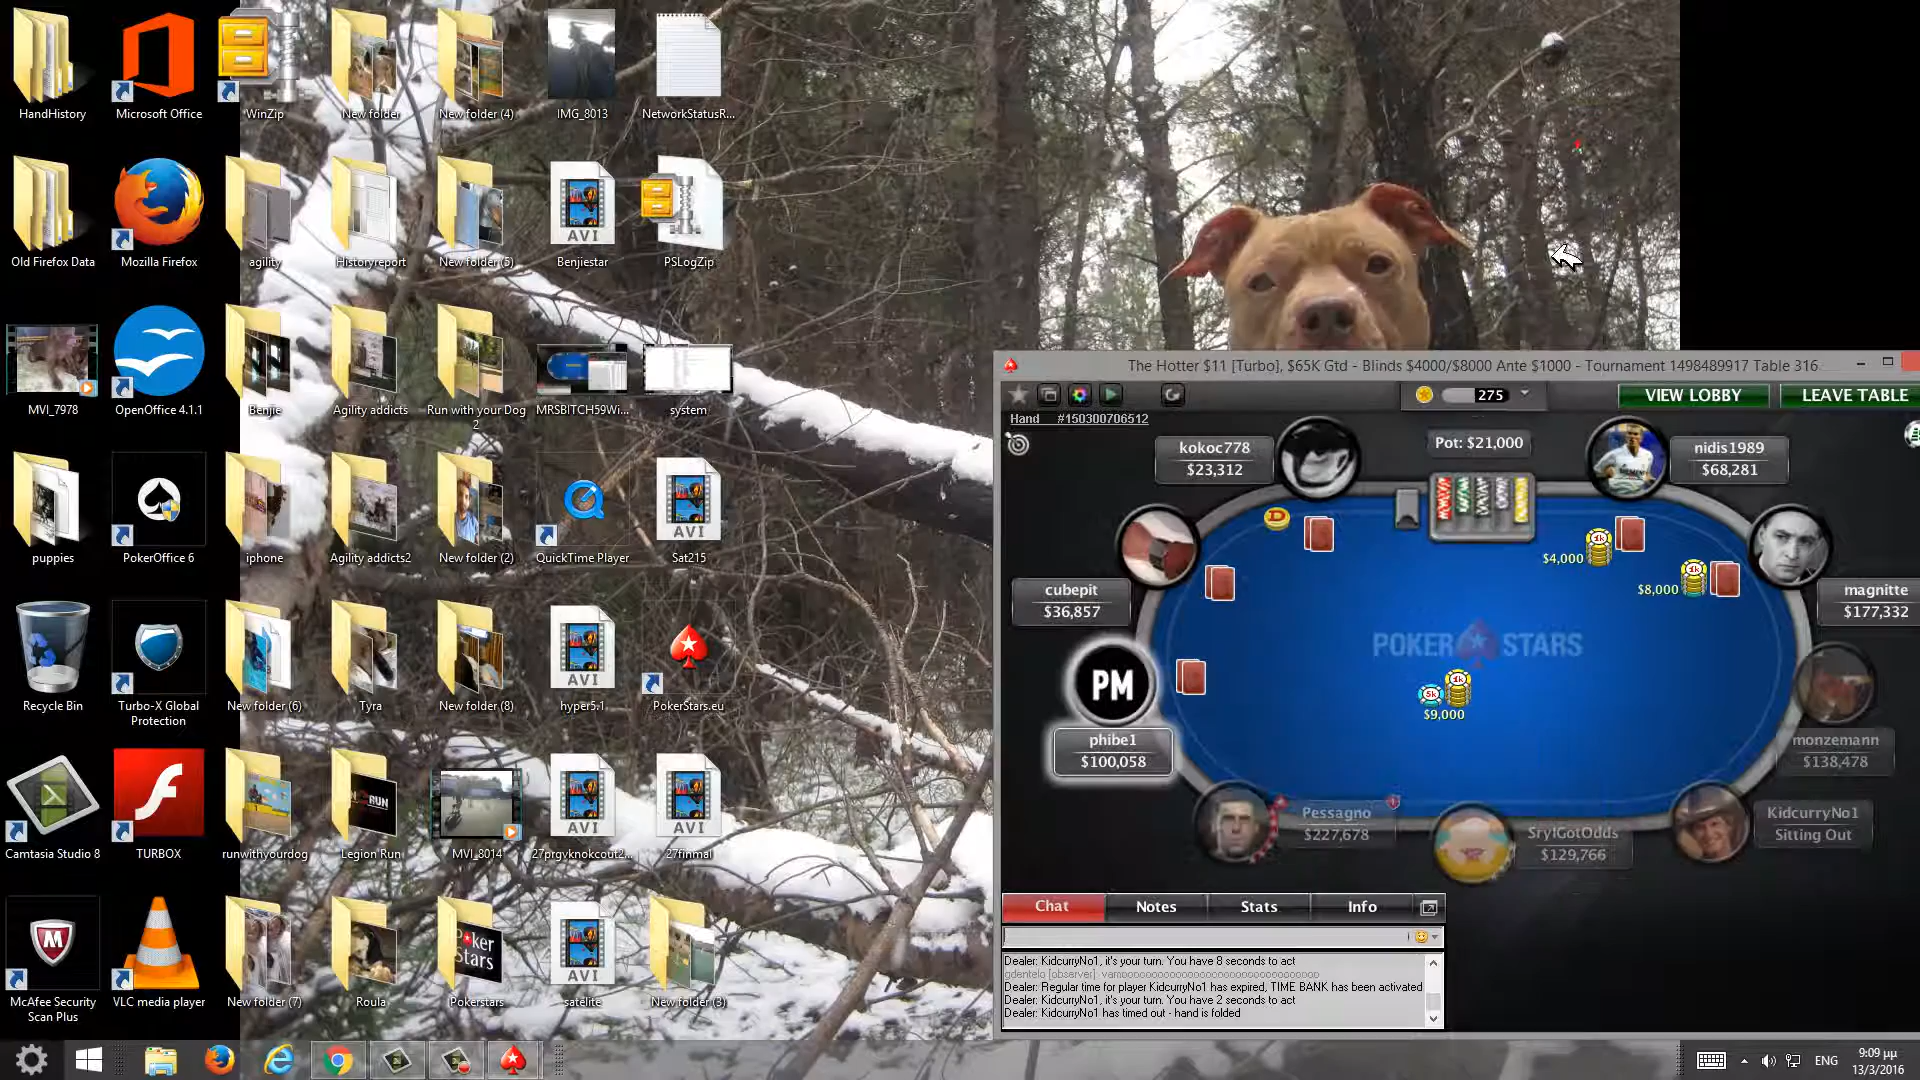 HandHistory
Microsoft Office
WinZip
New folder
New folder (4)
IMG_8013
NetworkStatusR...
Old Firefox Data
Mozilla Firefox
agility
Historyreport
New folder (5)
AVI
Benjiestar
PSLogZip
MVI_7978
OpenOffice 4.1.1
Benjie
Agility addicts
Run with your Dog 2
MRSBITCH59Wi...
system
puppies
PokerOffice 6
iphone
Agility addicts2
New folder (2)
QuickTime Player
AVI
Sat215
Recycle Bin
Turbo-X Global Protection
New folder (6)
Tyra
New folder (8)
AVI
hyper5.1
PokerStars.eu
Camtasia Studio 8
TURBOX
runwithyourdog
Legion Run
MVI_8014
AVI
27prgyknokcout2...
AVI
27finmal
McAfee Security Scan Plus
VLC media player
New folder (7)
Roula
Poker Stars
Pokerstars
AVI
satelite
New folder (3)
The Hotter $11 [Turbo], $65K Gtd - Blinds $4000/$8000 Ante $1000 - Tournament 1498489917 Table 316
275
VIEW LOBBY
LEAVE TABLE
Hand #150300706512
kokoc778
$23,312
Pot: $21,000
nidis1989
$68,281
D
$4,000
$8,000
cubepit
$36,857
magnitte
$177,332
POKER STARS
PM
$9,000
phibe1
$100,058
monzemann
$138,478
Pessagno
$227,678
SryIGotOdds
$129,766
KidcurryNo1
Sitting Out
Chat
Notes
Stats
Info
Dealer: KidcurryNo1, it's your turn. You have 8 seconds to act
Dealer: Regular time for player KidcurryNo1 has expired, TIME BANK has been activated
Dealer: KidcurryNo1, it's your turn. You have 2 seconds to act
Dealer: KidcurryNo1 has timed out - hand is folded
ENG
9:09 μμ
13/3/2016